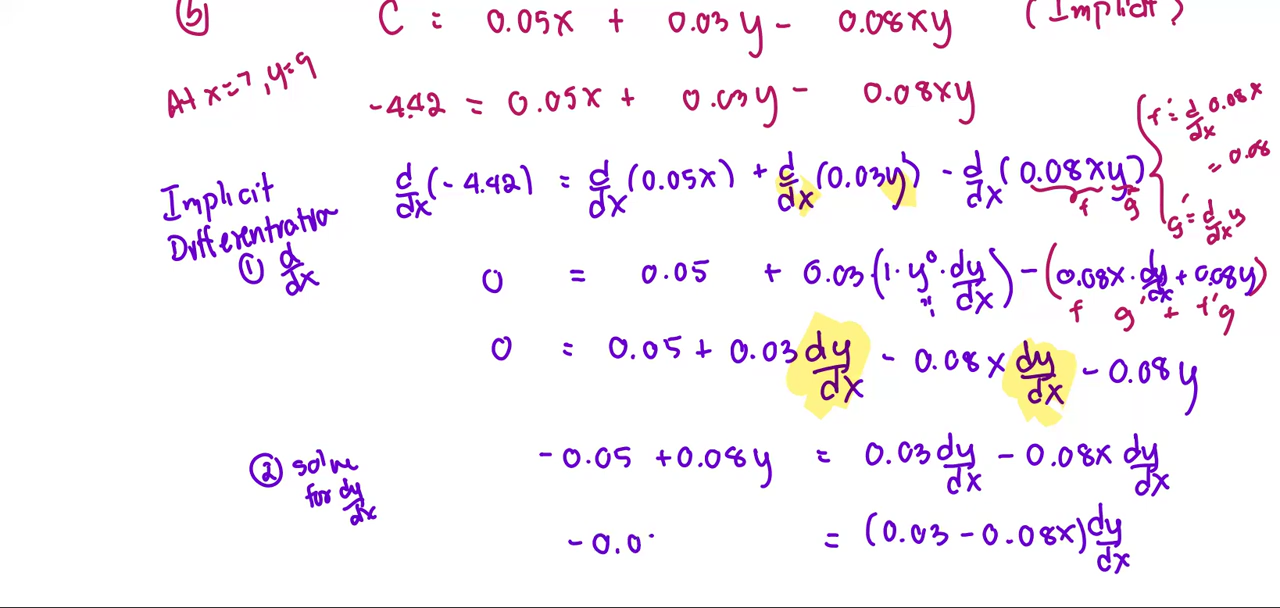 (b) C = 0.05x + 0.03y - 0.08xy (Implicit)
At x=7, y=9
-4.42 = 0.05x + 0.03y - 0.08xy
f' = d/dx 0.08x
= 0.08
g' = d/dx y
Implicit Differentiation
① d/dx
d/dx (-4.42) = d/dx (0.05x) + d/dx (0.03y¹) - d/dx (0.08xy)
f g
0 = 0.05 + 0.03 (1·y⁰·dy/dx) - (0.08x·dy/dx + 0.08y)
f g' + f'g
0 = 0.05 + 0.03 dy/dx - 0.08x dy/dx - 0.08y
② solve for dy/dx
-0.05 + 0.08y = 0.03 dy/dx - 0.08x dy/dx
-0.0 = (0.03 - 0.08x) dy/dx